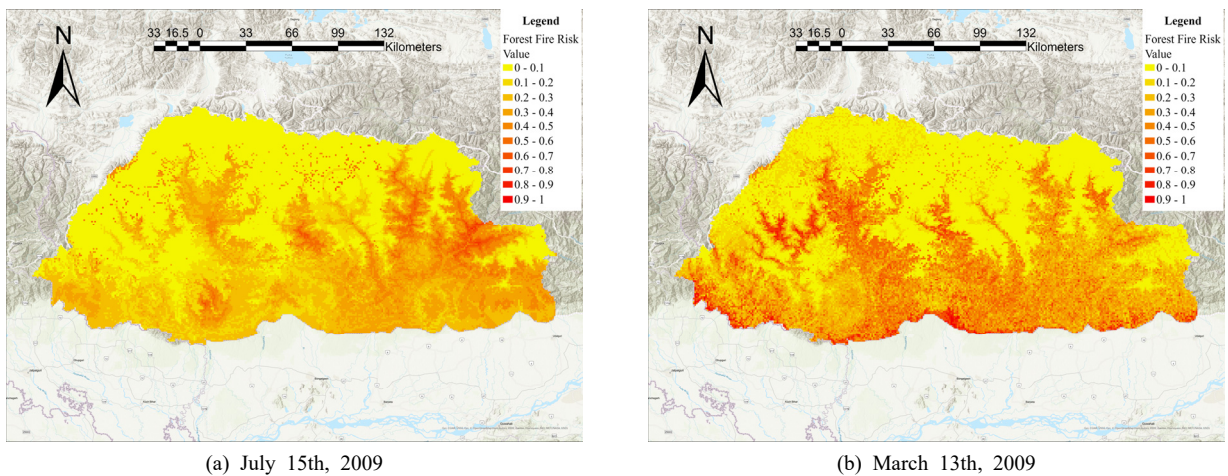 N
33 16.5 0 33 66 99 132
Kilometers
Legend
Forest Fire Risk
Value
0 - 0.1
0.1 - 0.2
0.2 - 0.3
0.3 - 0.4
0.4 - 0.5
0.5 - 0.6
0.6 - 0.7
0.7 - 0.8
0.8 - 0.9
0.9 - 1
(a) July 15th, 2009
N
33 16.5 0 33 66 99 132
Kilometers
Legend
Forest Fire Risk
Value
0 - 0.1
0.1 - 0.2
0.2 - 0.3
0.3 - 0.4
0.4 - 0.5
0.5 - 0.6
0.6 - 0.7
0.7 - 0.8
0.8 - 0.9
0.9 - 1
(b) March 13th, 2009